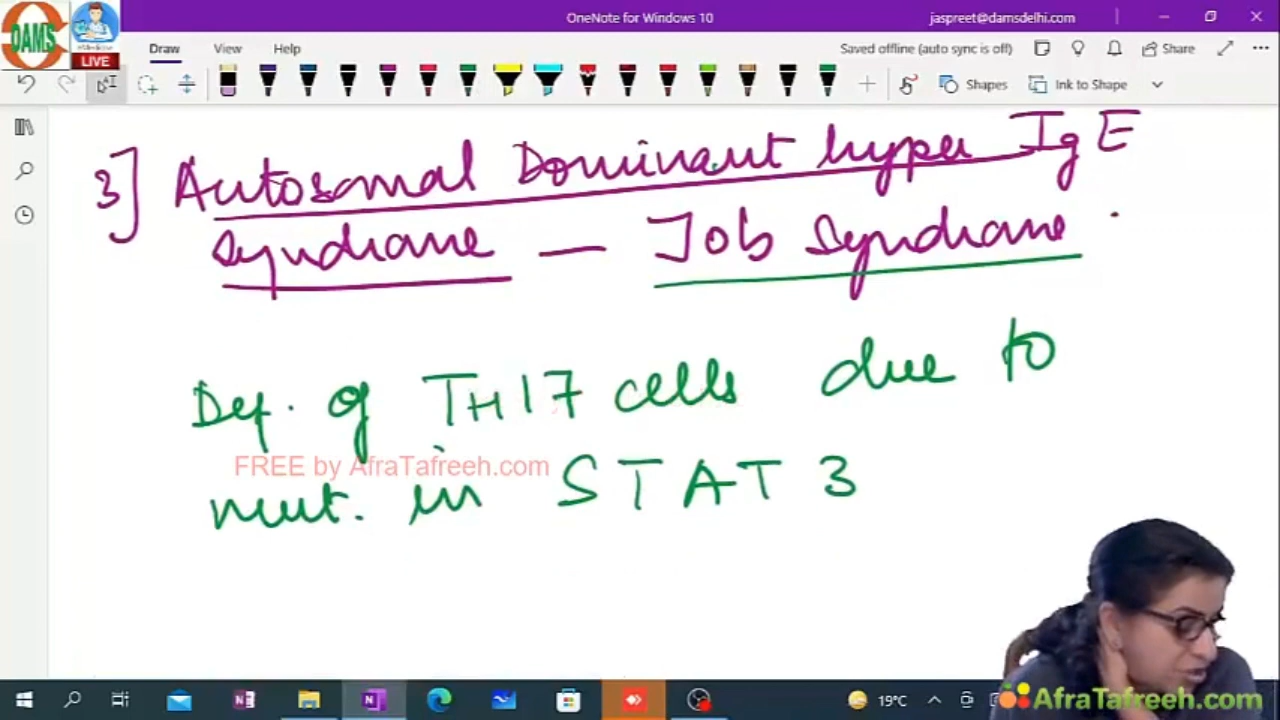 DAMS
eMedicoz
LIVE
OneNote for Windows 10
jaspreet@damsdelhi.com
Draw View Help
Saved offline (auto sync is off)
Share
Shapes
Ink to Shape
3] Autosomal Dominant hyper IgE
Syndrome — Job Syndrome.
Def. of TH17 cells due to
FREE by AfraTafreeh.com
mut. in STAT 3
19°C
AfraTafreeh.com